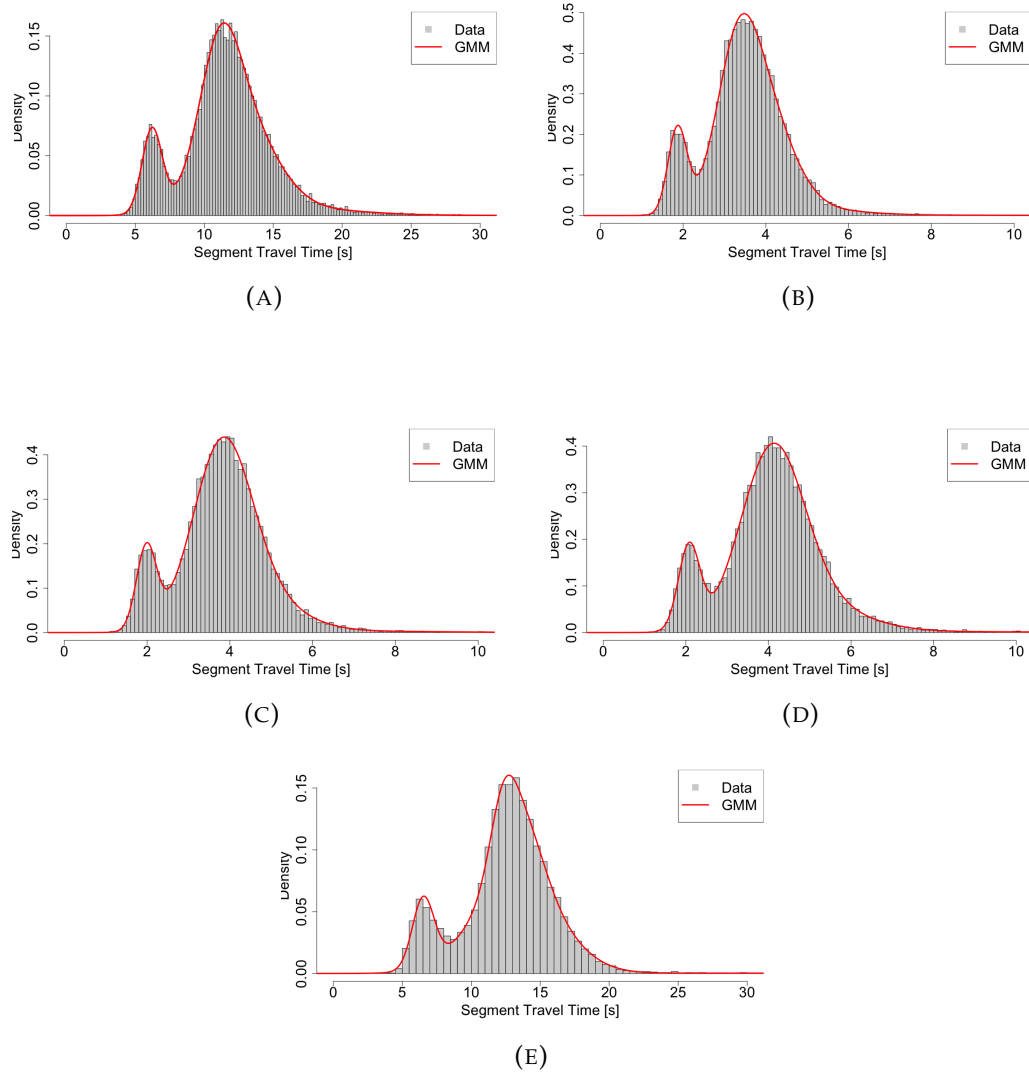 Data
GMM
Density
0.00 0.05 0.10 0.15
0 5 10 15 20 25 30
Segment Travel Time [s]
(A)
Data
GMM
Density
0.0 0.1 0.2 0.3 0.4 0.5
0 2 4 6 8 10
Segment Travel Time [s]
(B)
Data
GMM
Density
0.0 0.1 0.2 0.3 0.4
0 2 4 6 8 10
Segment Travel Time [s]
(C)
Data
GMM
Density
0.0 0.1 0.2 0.3 0.4
0 2 4 6 8 10
Segment Travel Time [s]
(D)
Data
GMM
Density
0.00 0.05 0.10 0.15
0 5 10 15 20 25 30
Segment Travel Time [s]
(E)